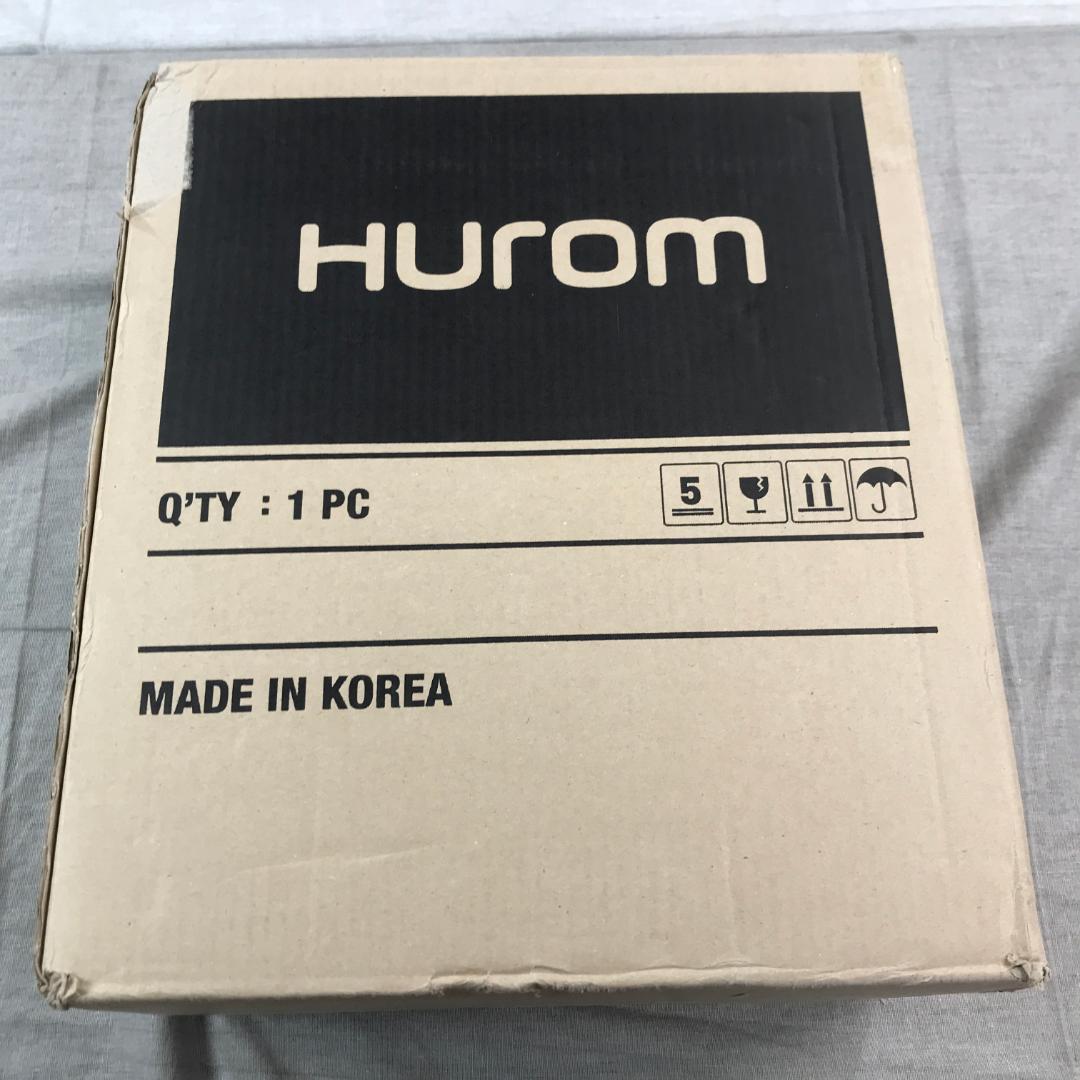 HUrom
Q'TY : 1 PC
5
MADE IN KOREA